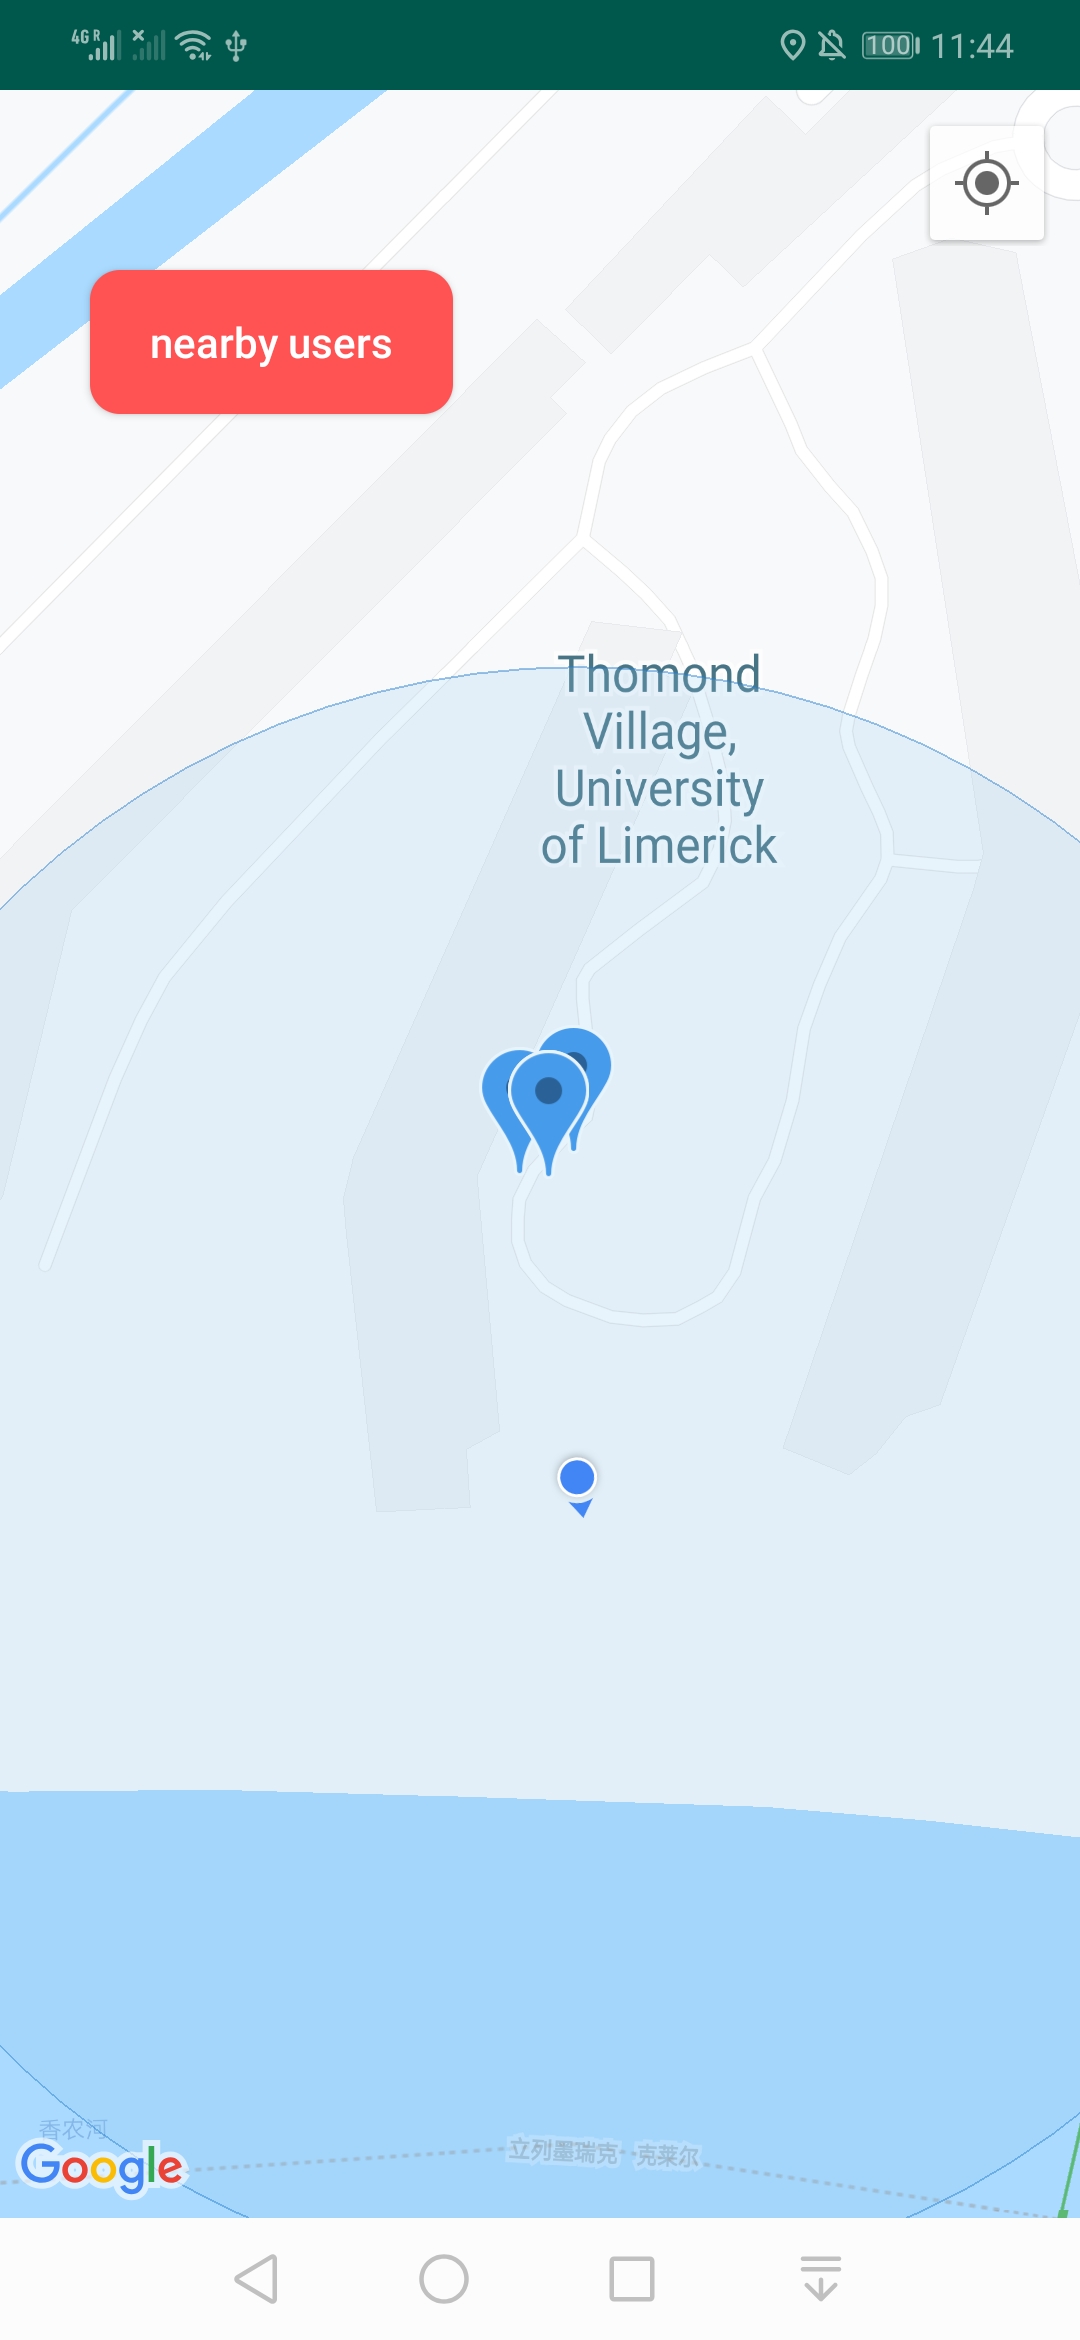 4G R
100
11:44
nearby users
Thomond
Village,
University
of Limerick
香农河
立列墨瑞克 克莱尔
Google